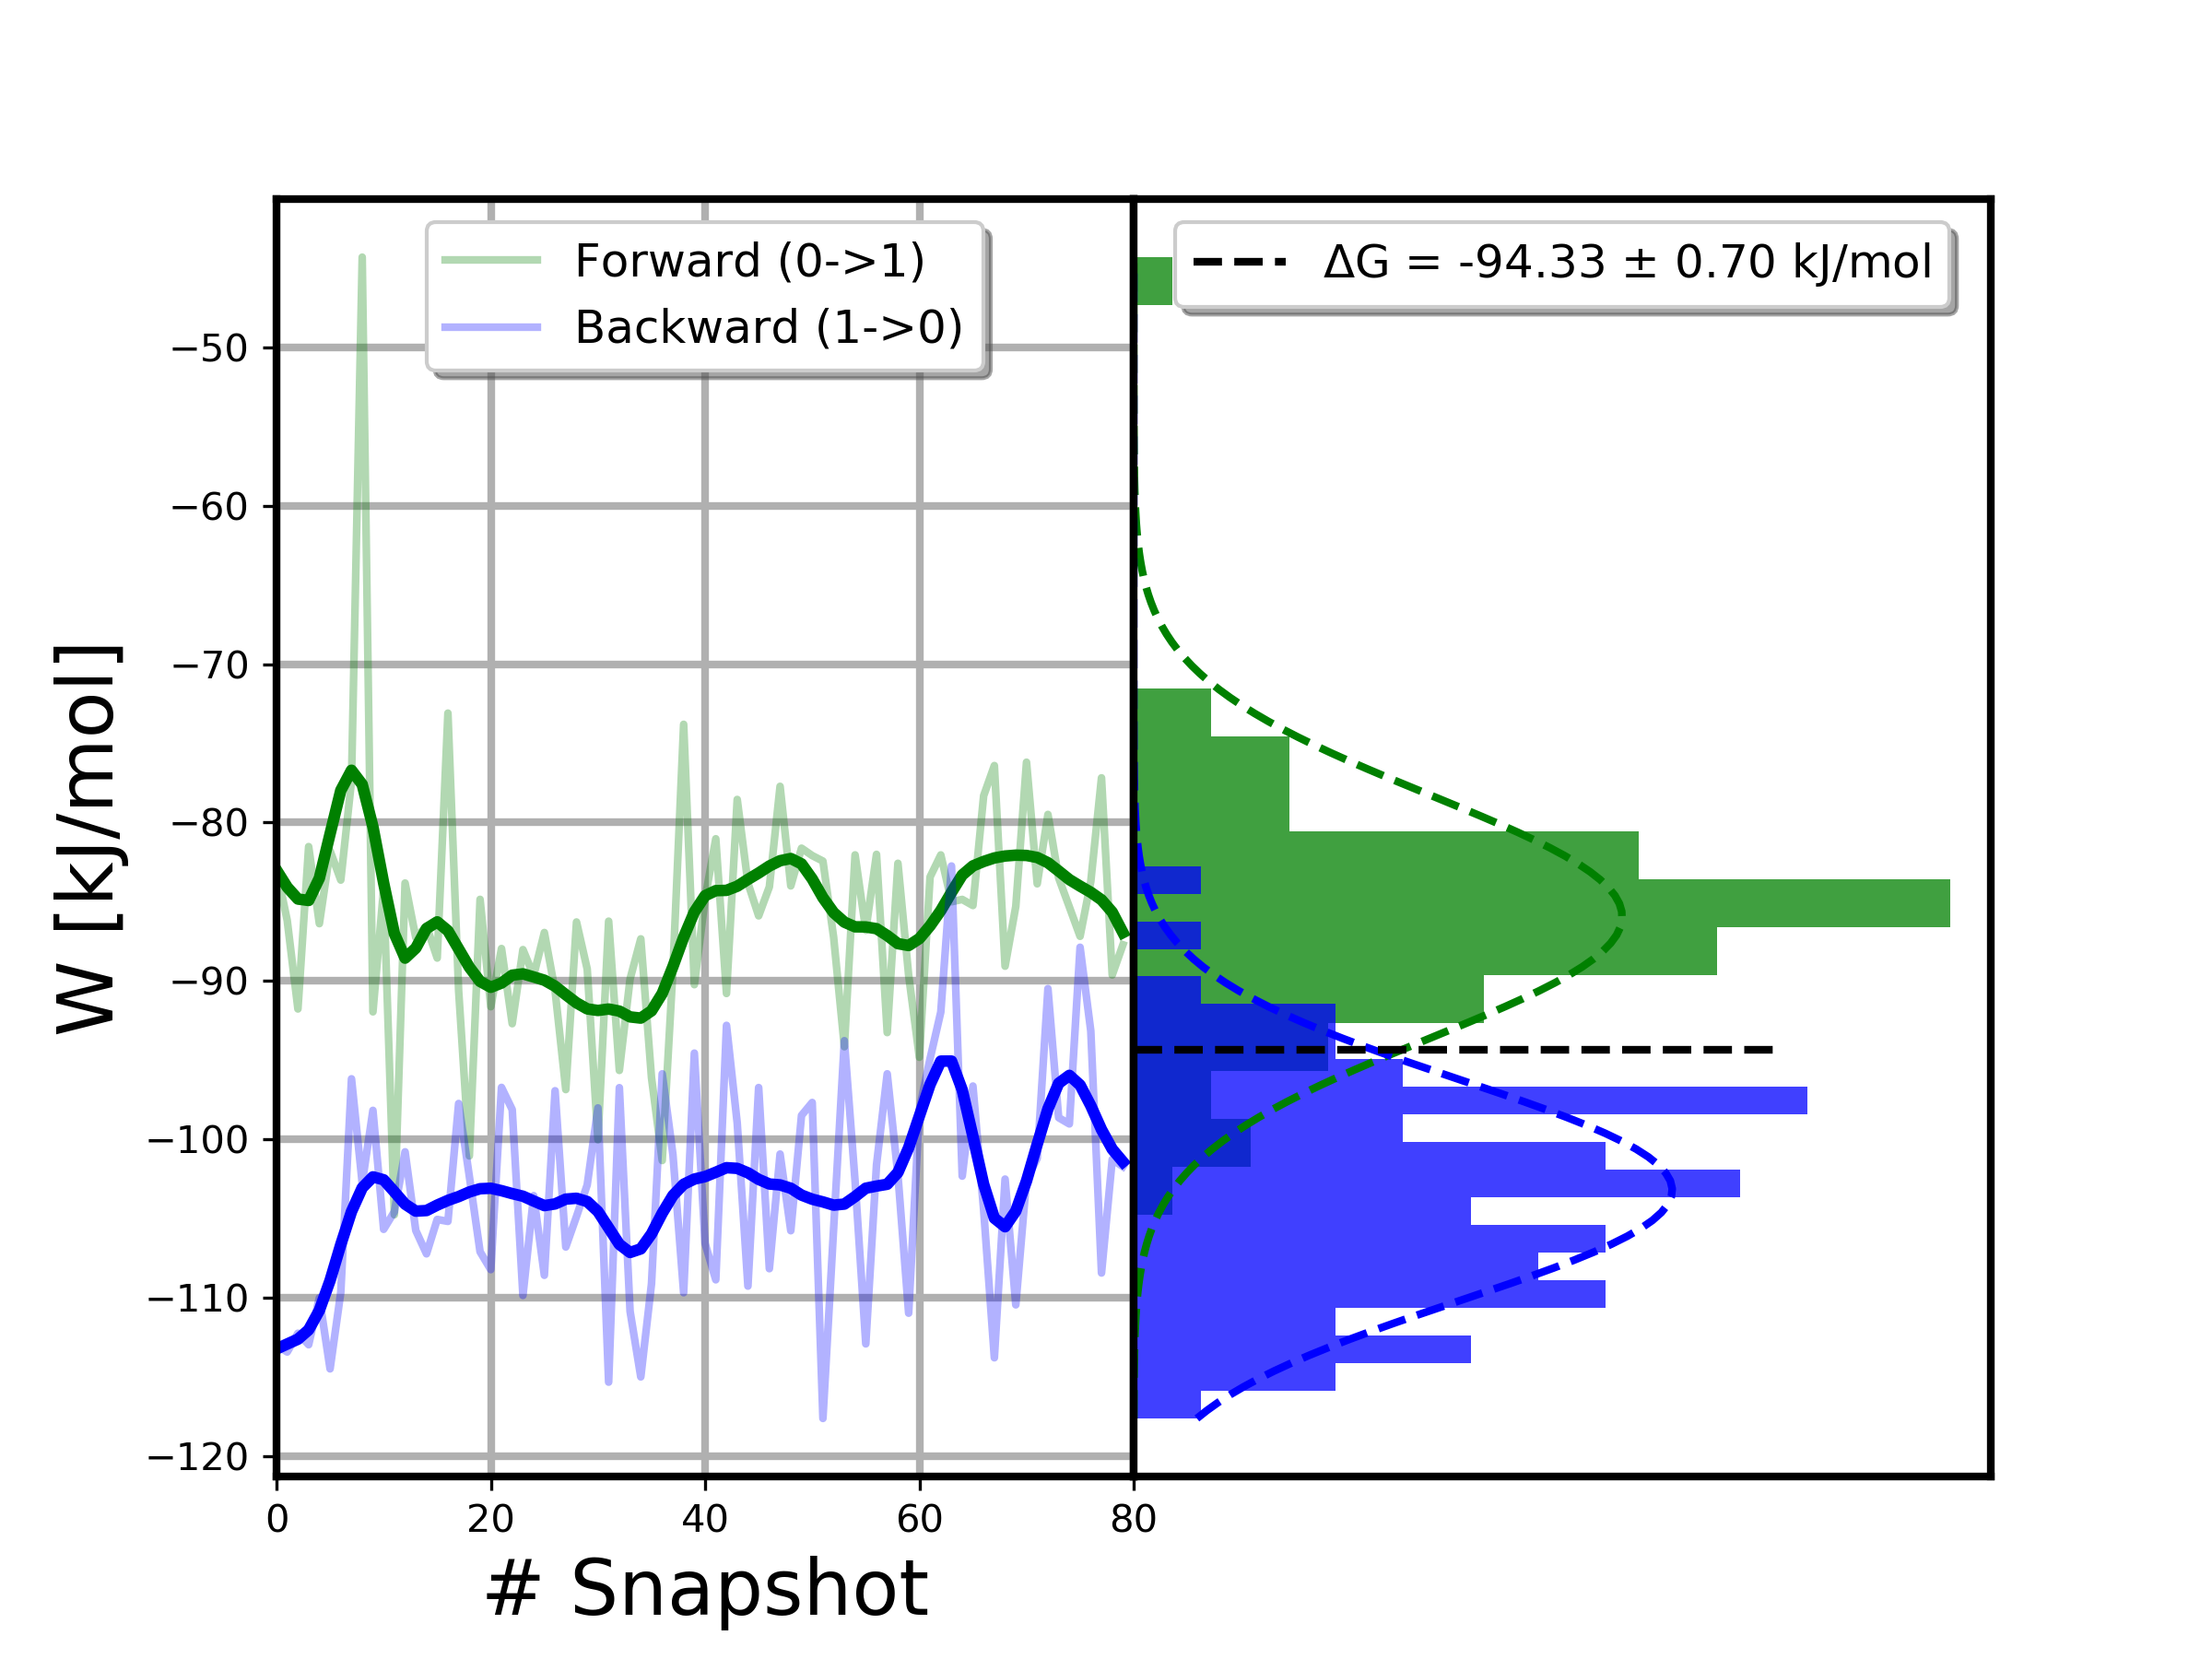 Forward (0->1)
Backward (1->0)
ΔG = -94.33 ± 0.70 kJ/mol
W [kJ/mol]
−50
−60
−70
−80
−90
−100
−110
−120
0 20 40 60 80
# Snapshot